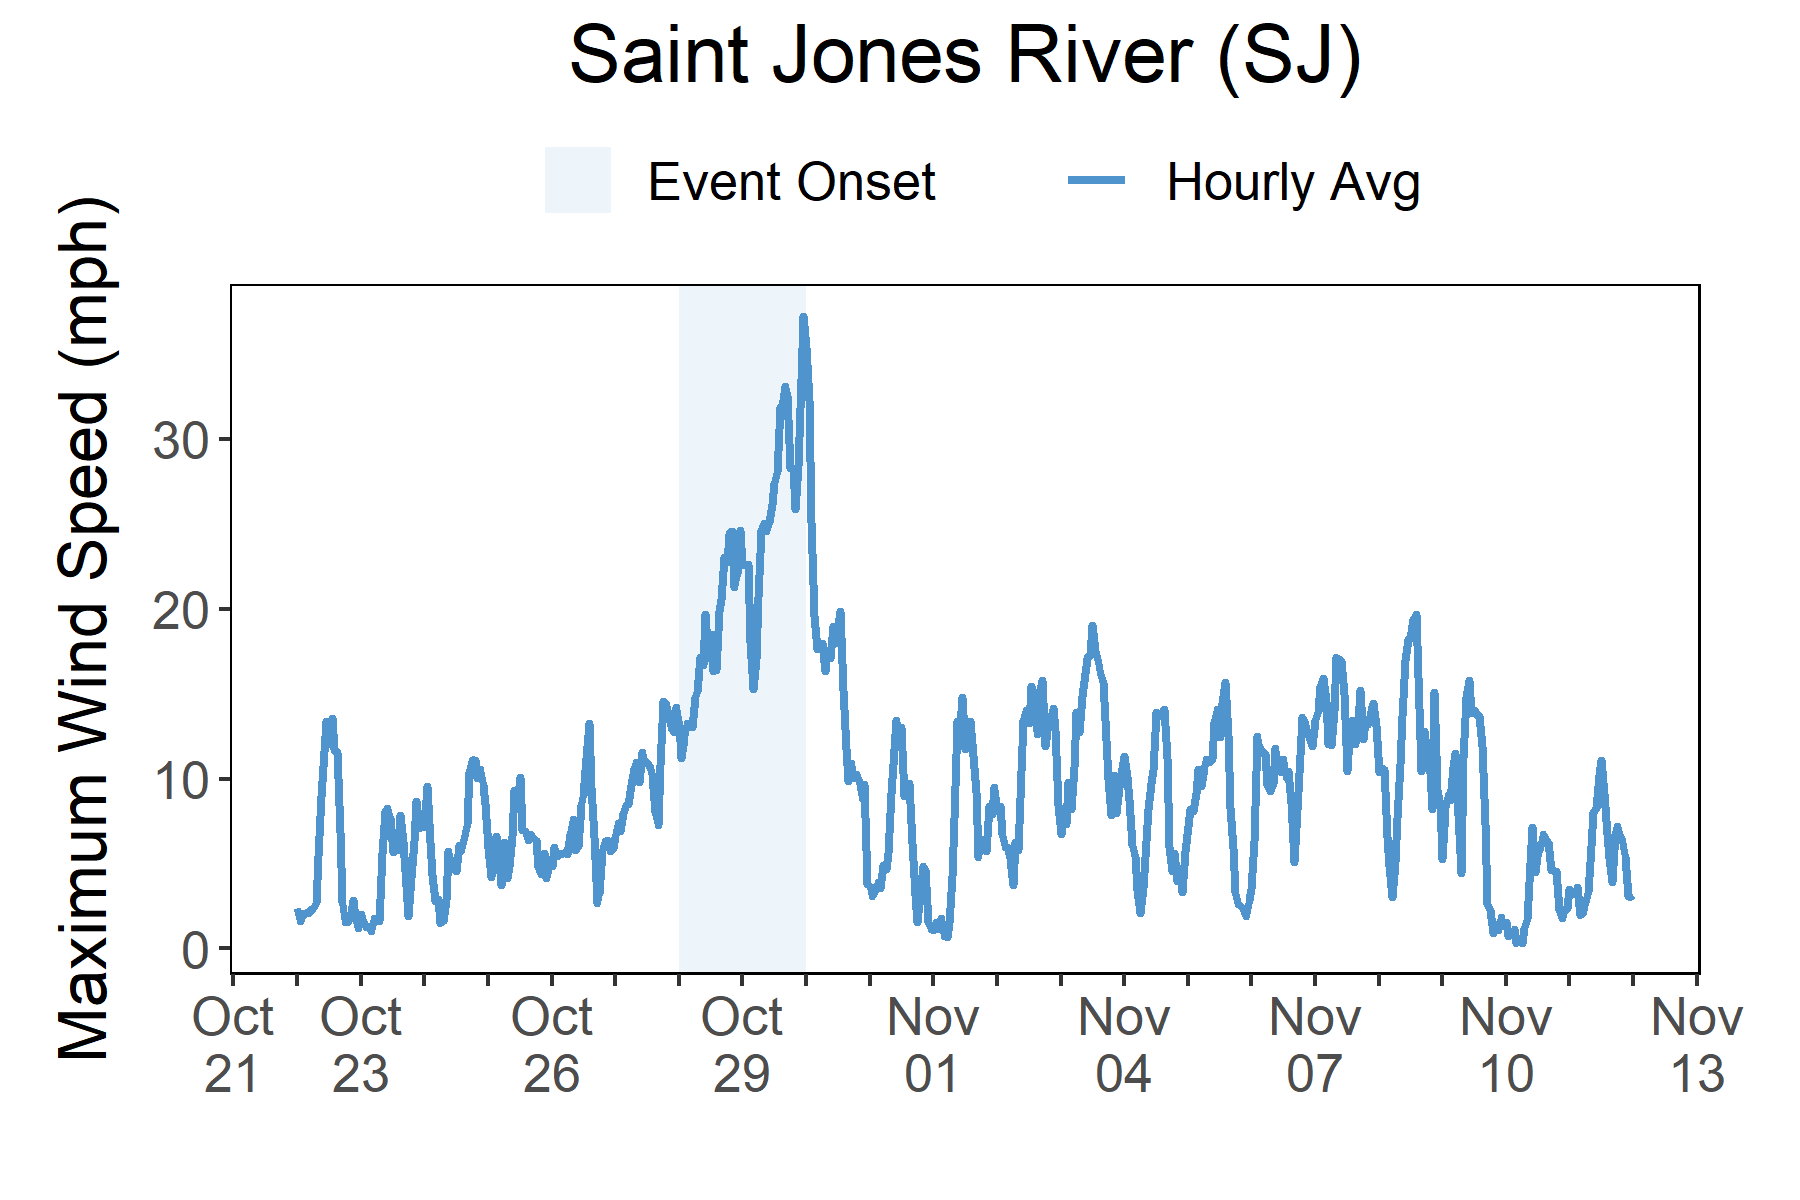 Saint Jones River (SJ)
Event Onset
Hourly Avg
Maximum Wind Speed (mph)
30
20
10
0
Oct 21
Oct 23
Oct 26
Oct 29
Nov 01
Nov 04
Nov 07
Nov 10
Nov 13